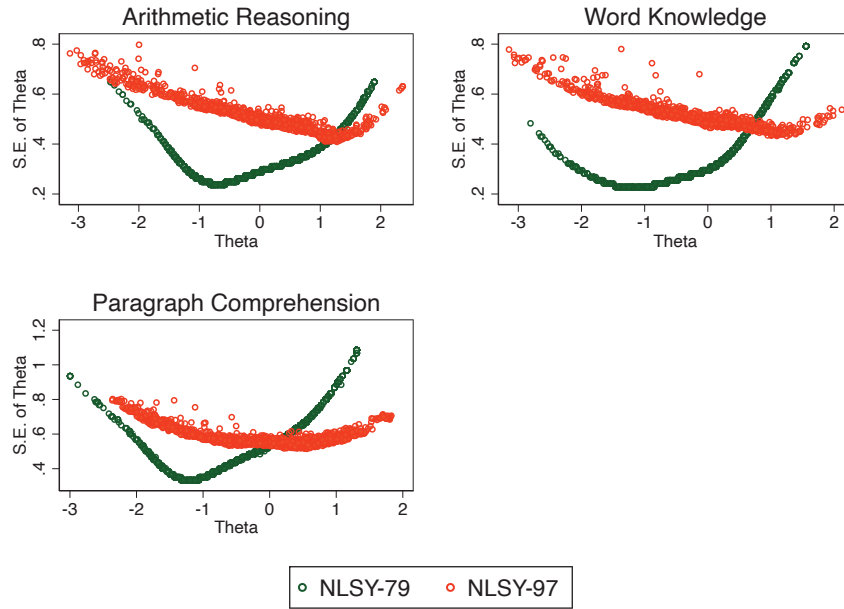 Arithmetic Reasoning
S.E. of Theta
.2 .4 .6 .8
-3 -2 -1 0 1 2
Theta
Word Knowledge
S.E. of Theta
.2 .4 .6 .8
-3 -2 -1 0 1 2
Theta
Paragraph Comprehension
S.E. of Theta
.4 .6 .8 1 1.2
-3 -2 -1 0 1 2
Theta
NLSY-79 NLSY-97